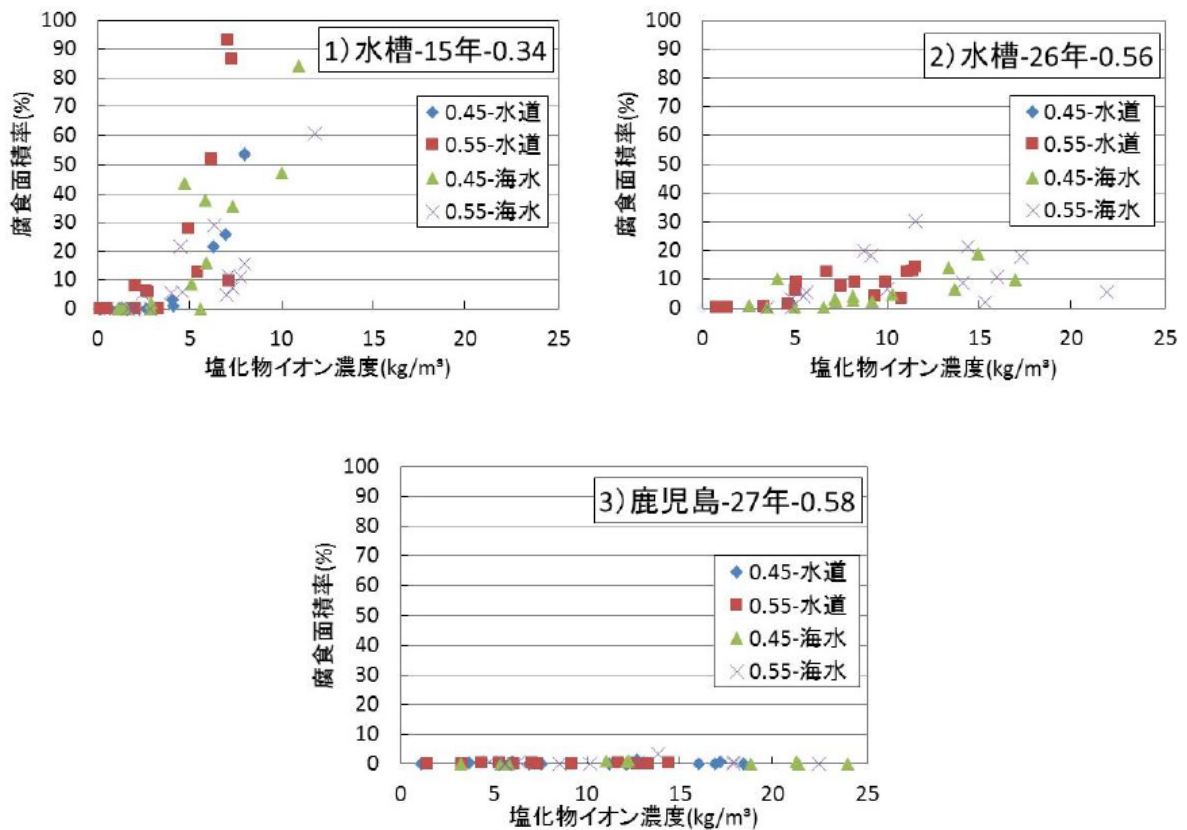 1)水槽-15年-0.34
腐食面積率(%)
100
90
80
70
60
50
40
30
20
10
0
0.45-水道
0.55-水道
0.45-海水
0.55-海水
0 5 10 15 20 25
塩化物イオン濃度(kg/m³)
2)水槽-26年-0.56
腐食面積率(%)
100
90
80
70
60
50
40
30
20
10
0
0.45-水道
0.55-水道
0.45-海水
0.55-海水
0 5 10 15 20 25
塩化物イオン濃度(kg/m³)
3)鹿児島-27年-0.58
腐食面積率(%)
100
90
80
70
60
50
40
30
20
10
0
0.45-水道
0.55-水道
0.45-海水
0.55-海水
0 5 10 15 20 25
塩化物イオン濃度(kg/m³)